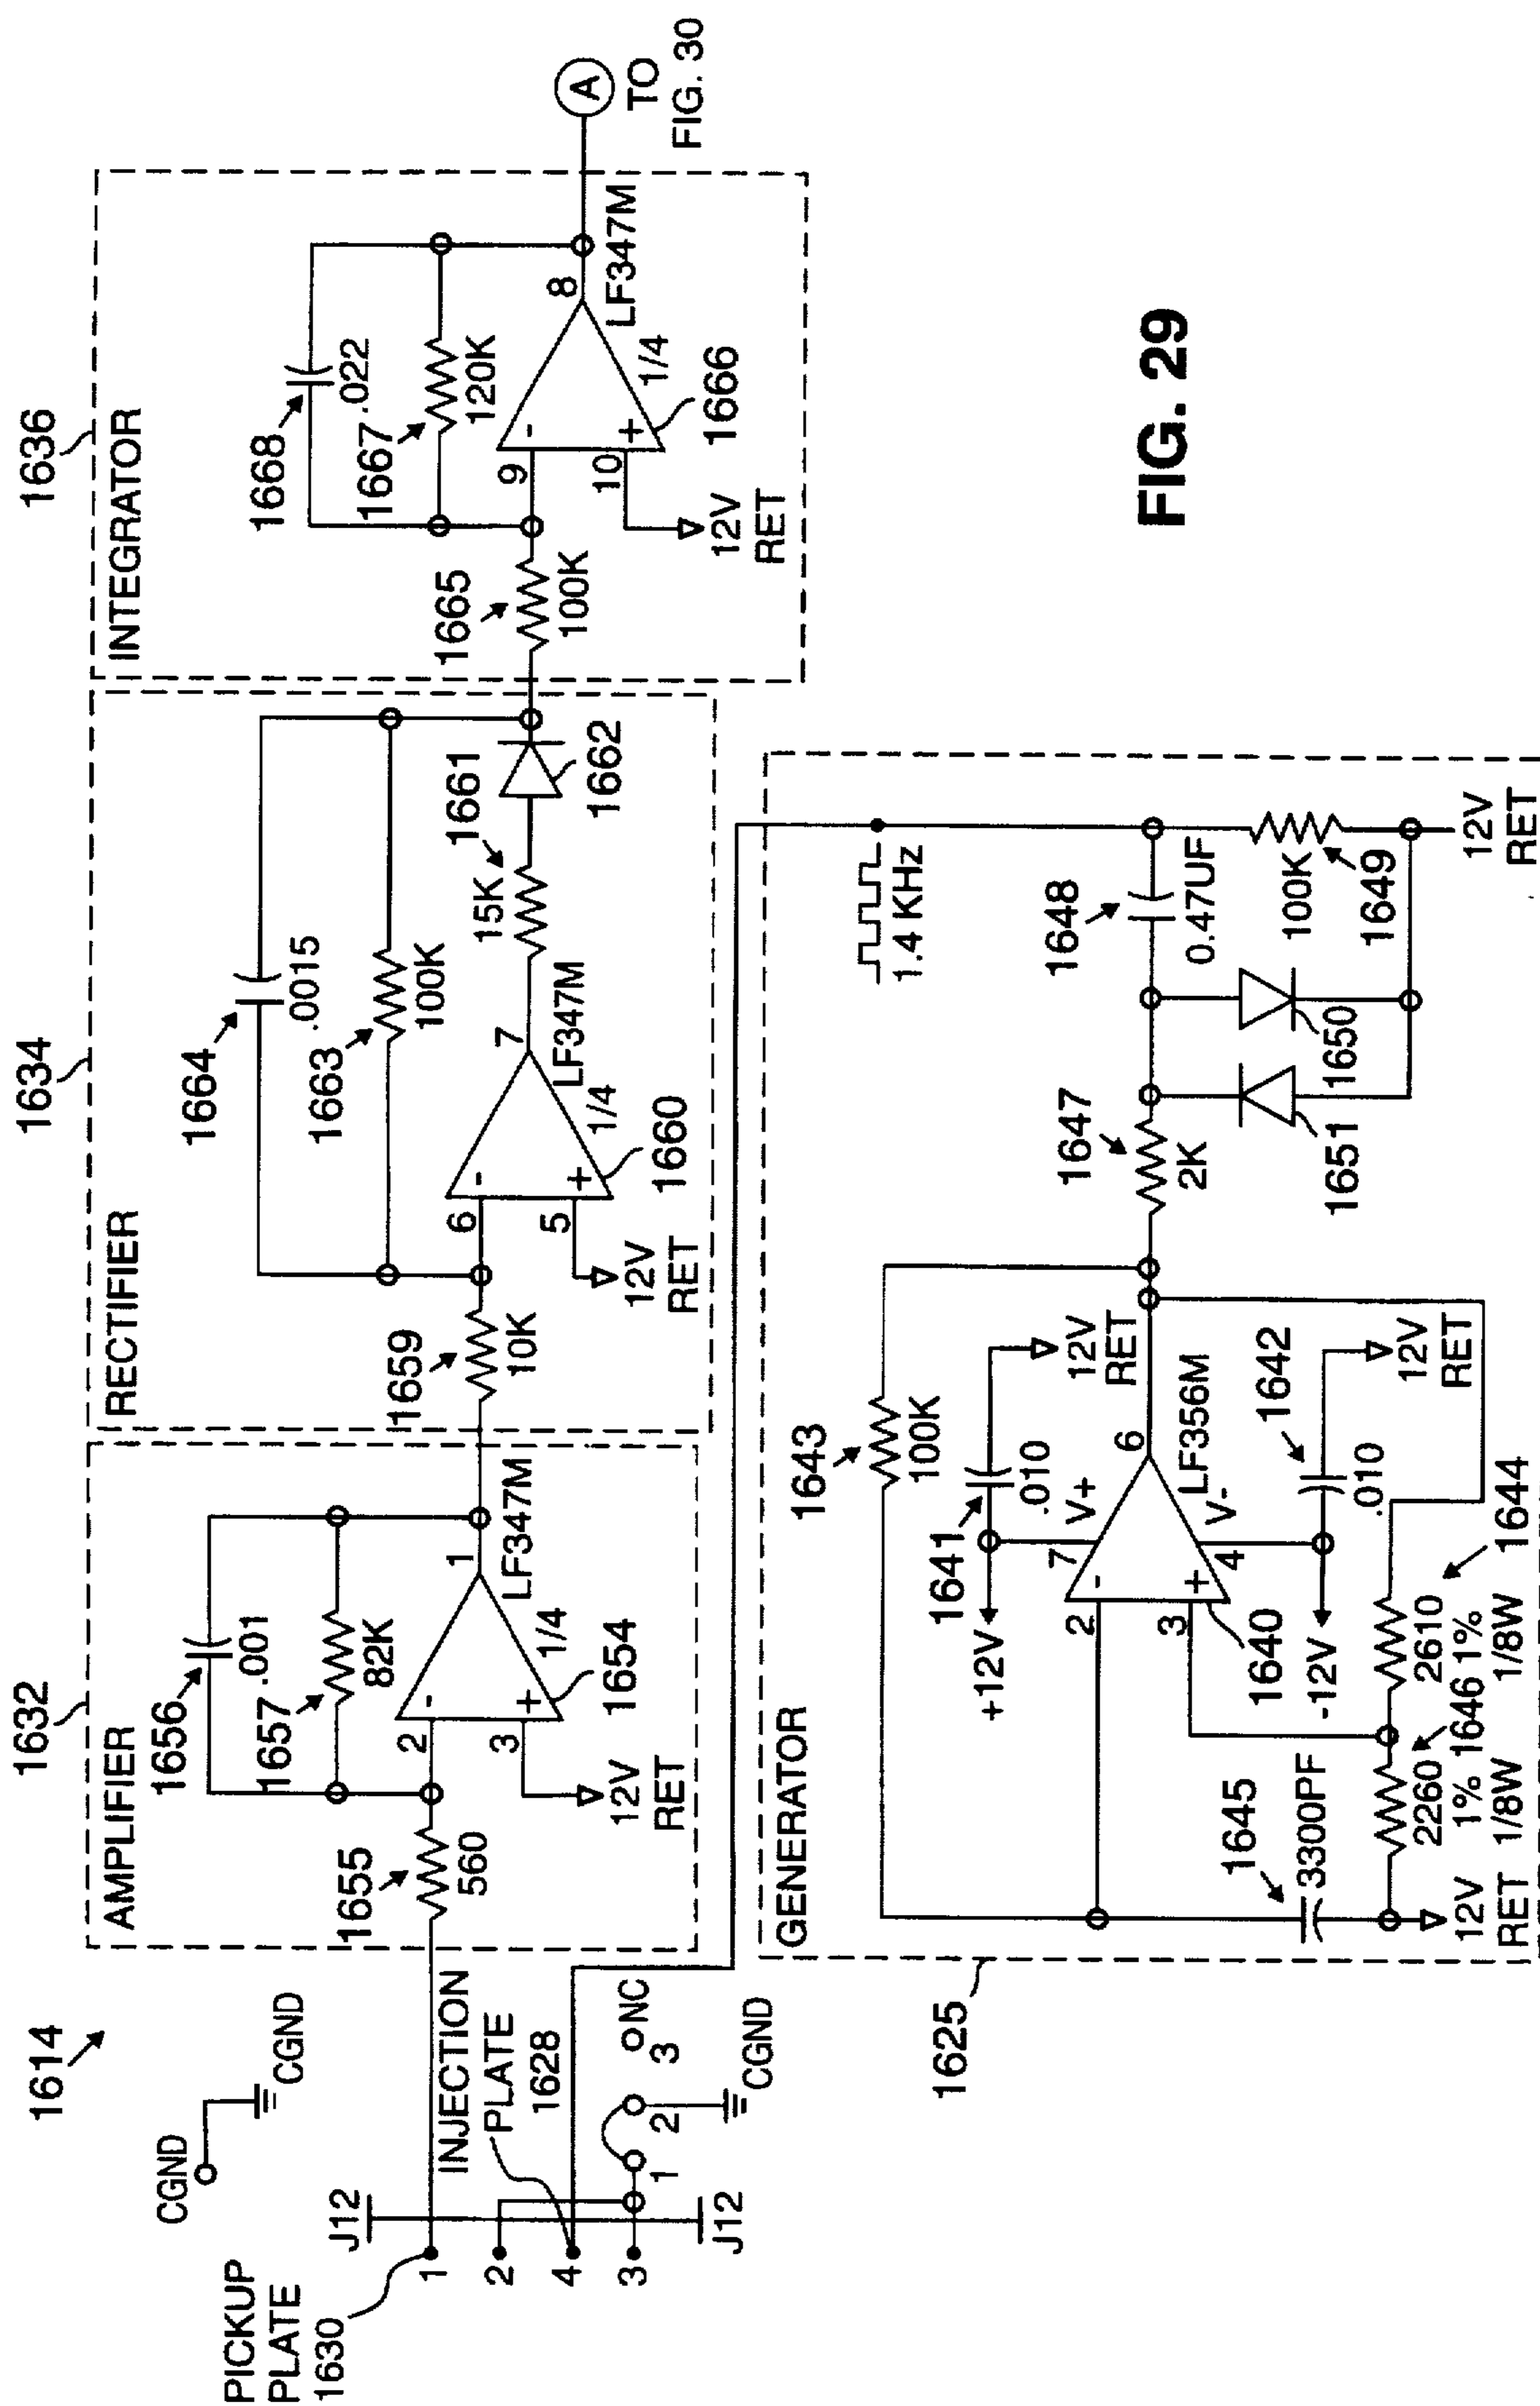 1614
CGND
CGND
PICKUP
PLATE
1630
J12
1
2
4
3
J12
INJECTION
PLATE
1628
1
2
3
NC
CGND
1632
AMPLIFIER
1656
.001
1657
82K
1655
560
2
3
-
+
1
LF347M
1/4
1654
12V
RET
1634
RECTIFIER
1664
.0015
1663
100K
1659
10K
6
5
-
+
7
LF347M
1/4
1660
12V
RET
15K
1661
1662
1636
INTEGRATOR
1668
.022
1667
120K
1665
100K
9
10
-
+
8
LF347M
1/4
1666
12V
RET
A
TO
FIG. 30
1625
GENERATOR
1643
100K
1641
.010
12V
RET
+12V
7
V+
2
3
-
+
6
LF356M
4
V-
1640
-12V
1642
.010
12V
RET
1645
3300PF
2260
1%
1/8W
1646
2610
1%
1/8W
1644
12V
RET
1647
2K
1651
1650
1648
0.47UF
1.4 KHz
100K
1649
12V
RET
FIG. 29